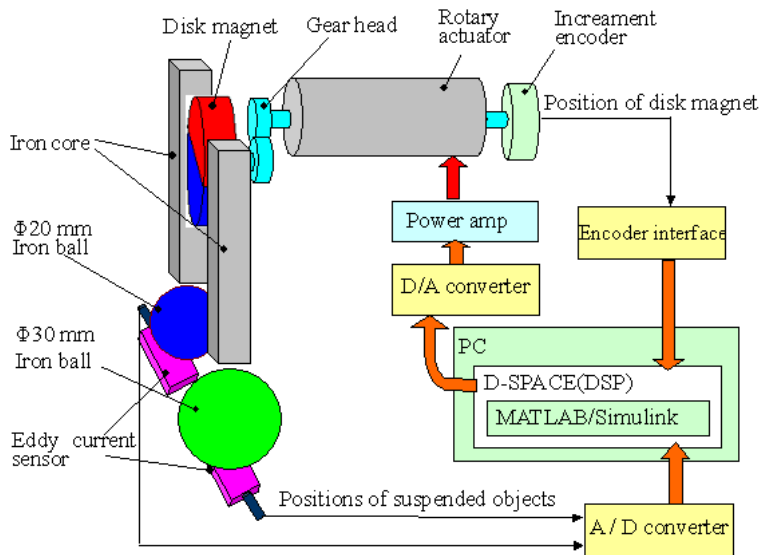 Disk magnet
Gear head
Rotary
actuator
Increament
encoder
Position of disk magnet
Iron core
Φ20 mm
Iron ball
Power amp
Encoder interface
D/A converter
Φ30 mm
Iron ball
PC
D-SPACE(DSP)
MATLAB/Simulink
Eddy current
sensor
Positions of suspended objects
A / D converter